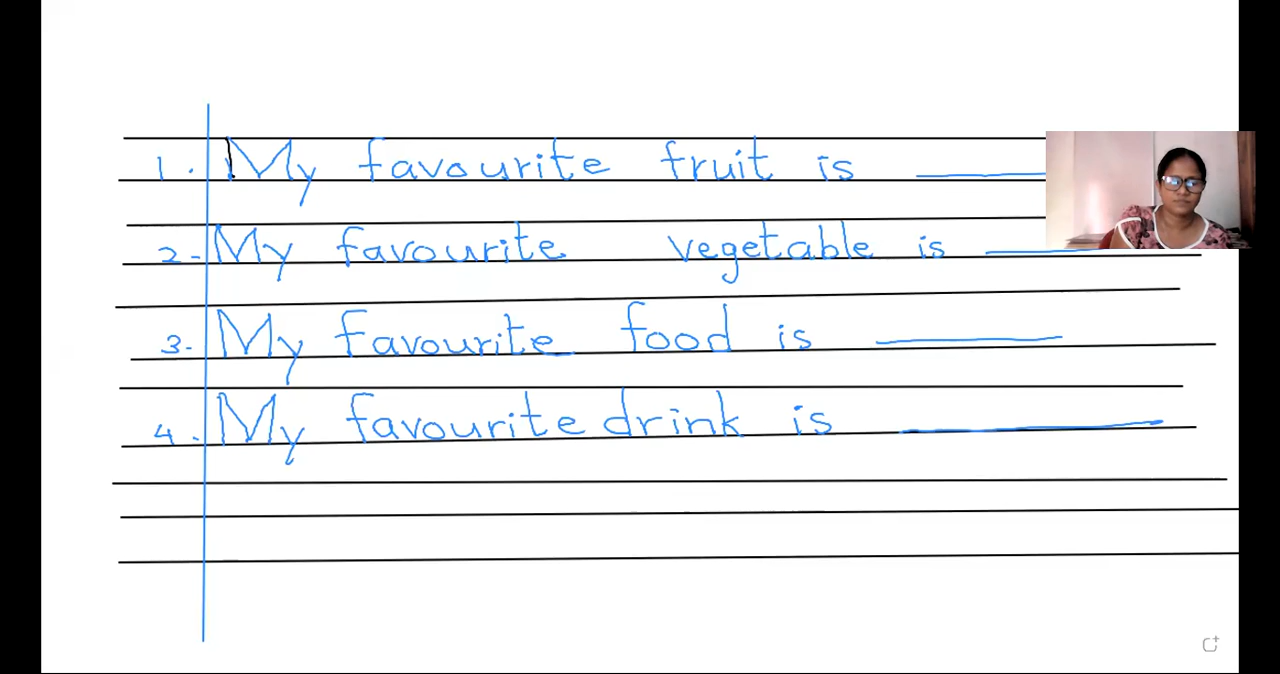 1. My favourite fruit is ______
2- My favourite vegetable is ______
3- My favourite food is ______
4. My favourite drink is ______